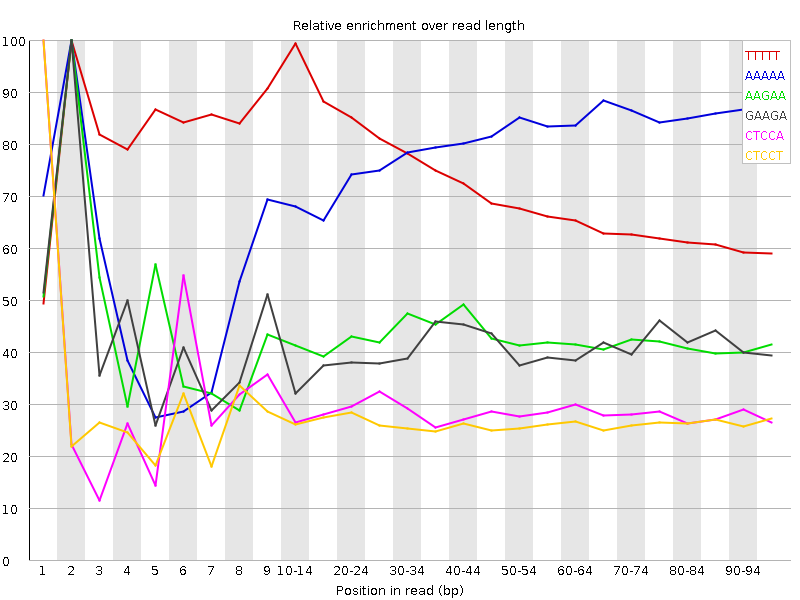 Relative enrichment over read length
100
90
80
70
60
50
40
30
20
10
0
TTTTT
AAAAA
AAGAA
GAAGA
CTCCA
CTCCT
1 2 3 4 5 6 7 8 9 10-14 20-24 30-34 40-44 50-54 60-64 70-74 80-84 90-94
Position in read (bp)